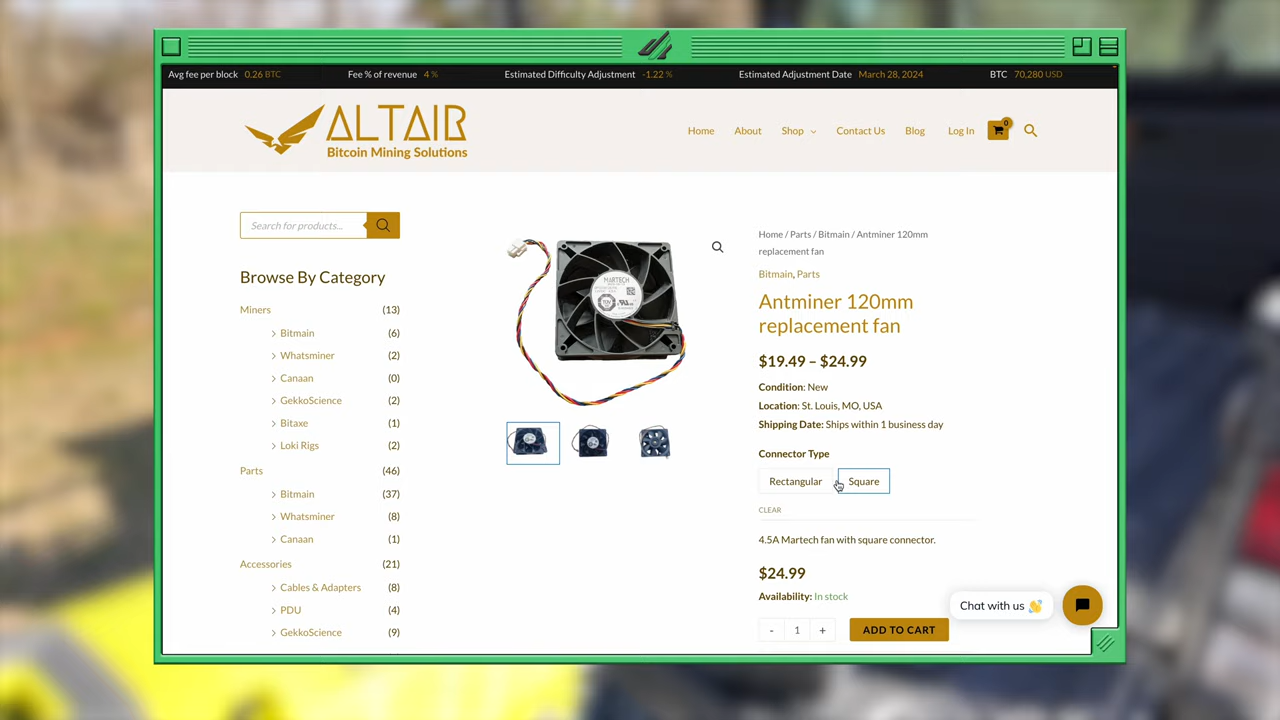 Avg fee per block 0.26 BTC Fee % of revenue 4 % Estimated Difficulty Adjustment -1.22 % Estimated Adjustment Date March 28, 2024 BTC 70,280 USD
ALTAIR
Bitcoin Mining Solutions
Home About Shop Contact Us Blog Log In 0
Search for products...
Browse By Category
Miners (13)
Bitmain (6)
Whatsminer (2)
Canaan (0)
GekkoScience (2)
Bitaxe (1)
Loki Rigs (2)
Parts (46)
Bitmain (37)
Whatsminer (8)
Canaan (1)
Accessories (21)
Cables & Adapters (8)
PDU (4)
GekkoScience (9)
MARTECH
Home / Parts / Bitmain / Antminer 120mm
replacement fan
Bitmain, Parts
Antminer 120mm
replacement fan
$19.49 – $24.99
Condition: New
Location: St. Louis, MO, USA
Shipping Date: Ships within 1 business day
Connector Type
Rectangular Square
CLEAR
4.5A Martech fan with square connector.
$24.99
Availability: In stock
- 1 + ADD TO CART
Chat with us 👋